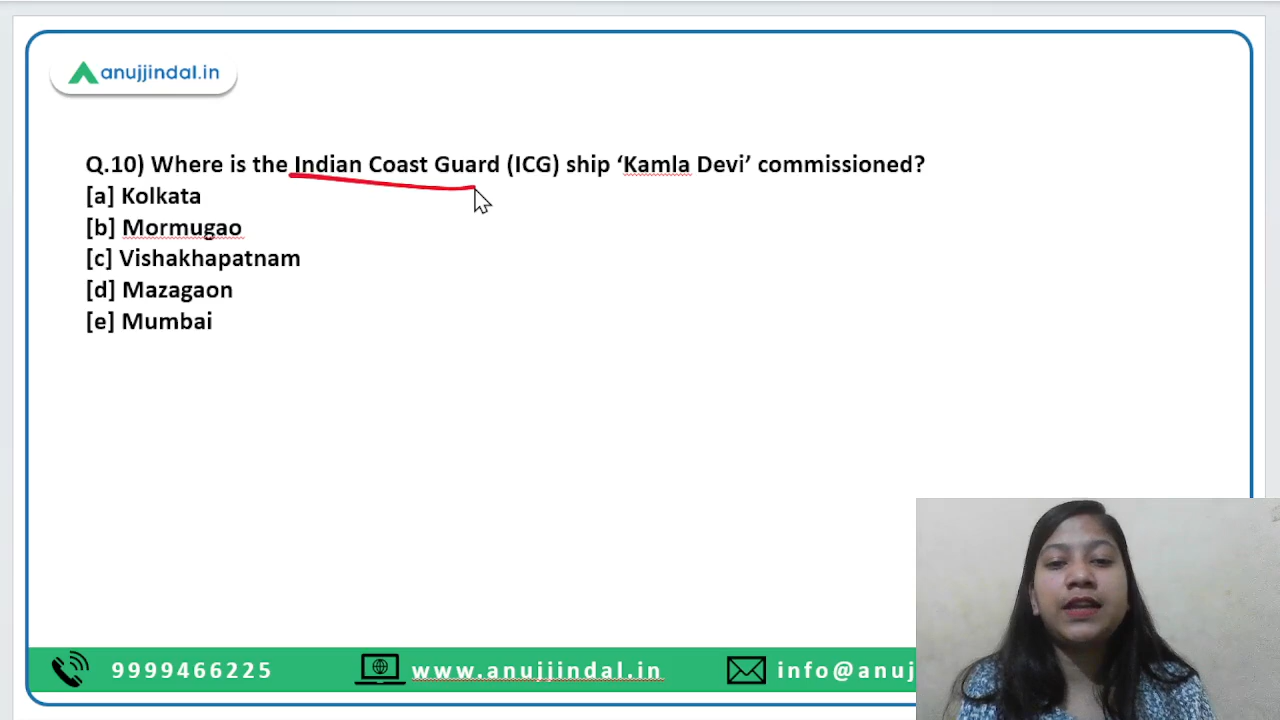 anujjindal.in
Q.10) Where is the Indian Coast Guard (ICG) ship ‘Kamla Devi’ commissioned?
[a] Kolkata
[b] Mormugao
[c] Vishakhapatnam
[d] Mazagaon
[e] Mumbai
9999466225 www.anujjindal.in info@anuj